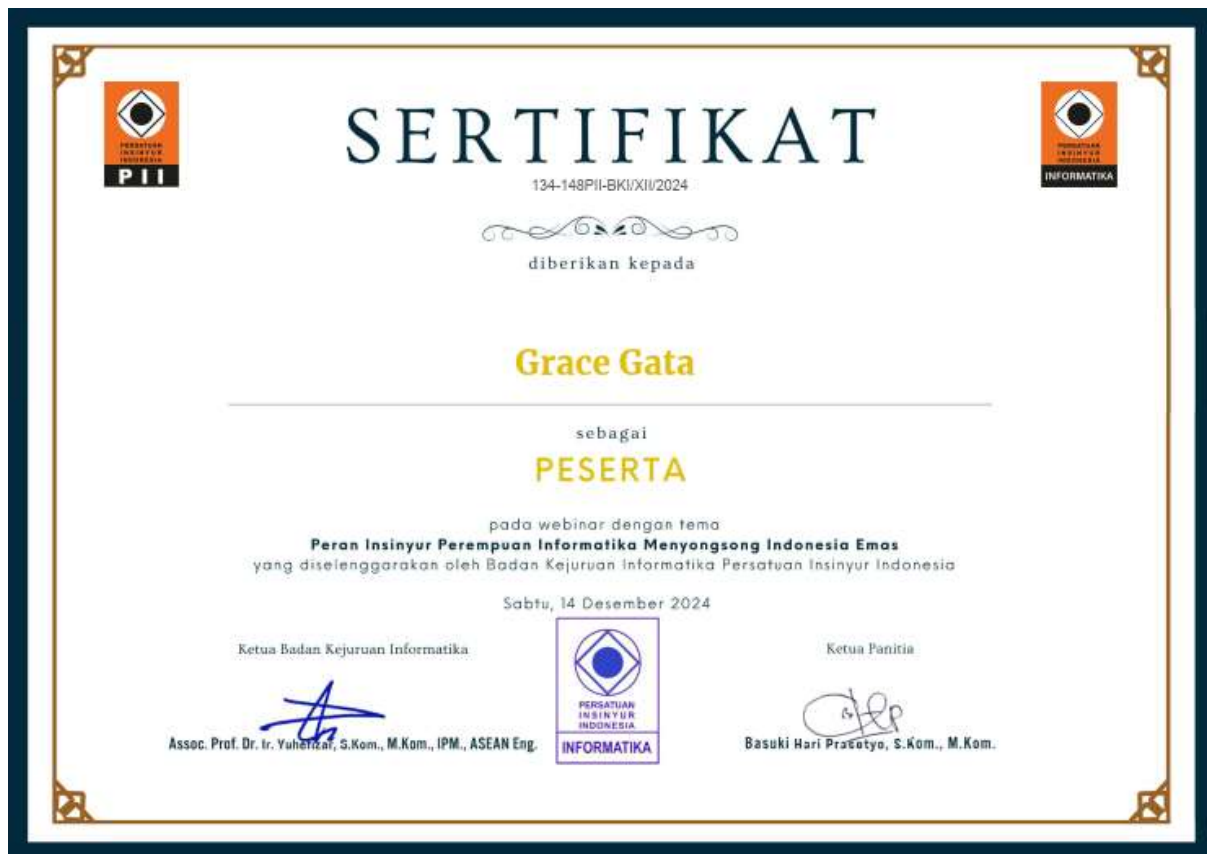 PERSATUAN
INSINYUR
INDONESIA
PII
SERTIFIKAT
PERSATUAN
INSINYUR
INDONESIA
INFORMATIKA
134-148PII-BKI/XII/2024
diberikan kepada
Grace Gata
sebagai
PESERTA
pada webinar dengan tema
Peran Insinyur Perempuan Informatika Menyongsong Indonesia Emas
yang diselenggarakan oleh Badan Kejuruan Informatika Persatuan Insinyur Indonesia
Sabtu, 14 Desember 2024
Ketua Badan Kejuruan Informatika
Assoc. Prof. Dr. Ir. Yuhefizar, S.Kom., M.Kom., IPM., ASEAN Eng.
PERSATUAN
INSINYUR
INDONESIA
INFORMATIKA
Ketua Panitia
Basuki Hari Prasetyo, S.Kom., M.Kom.